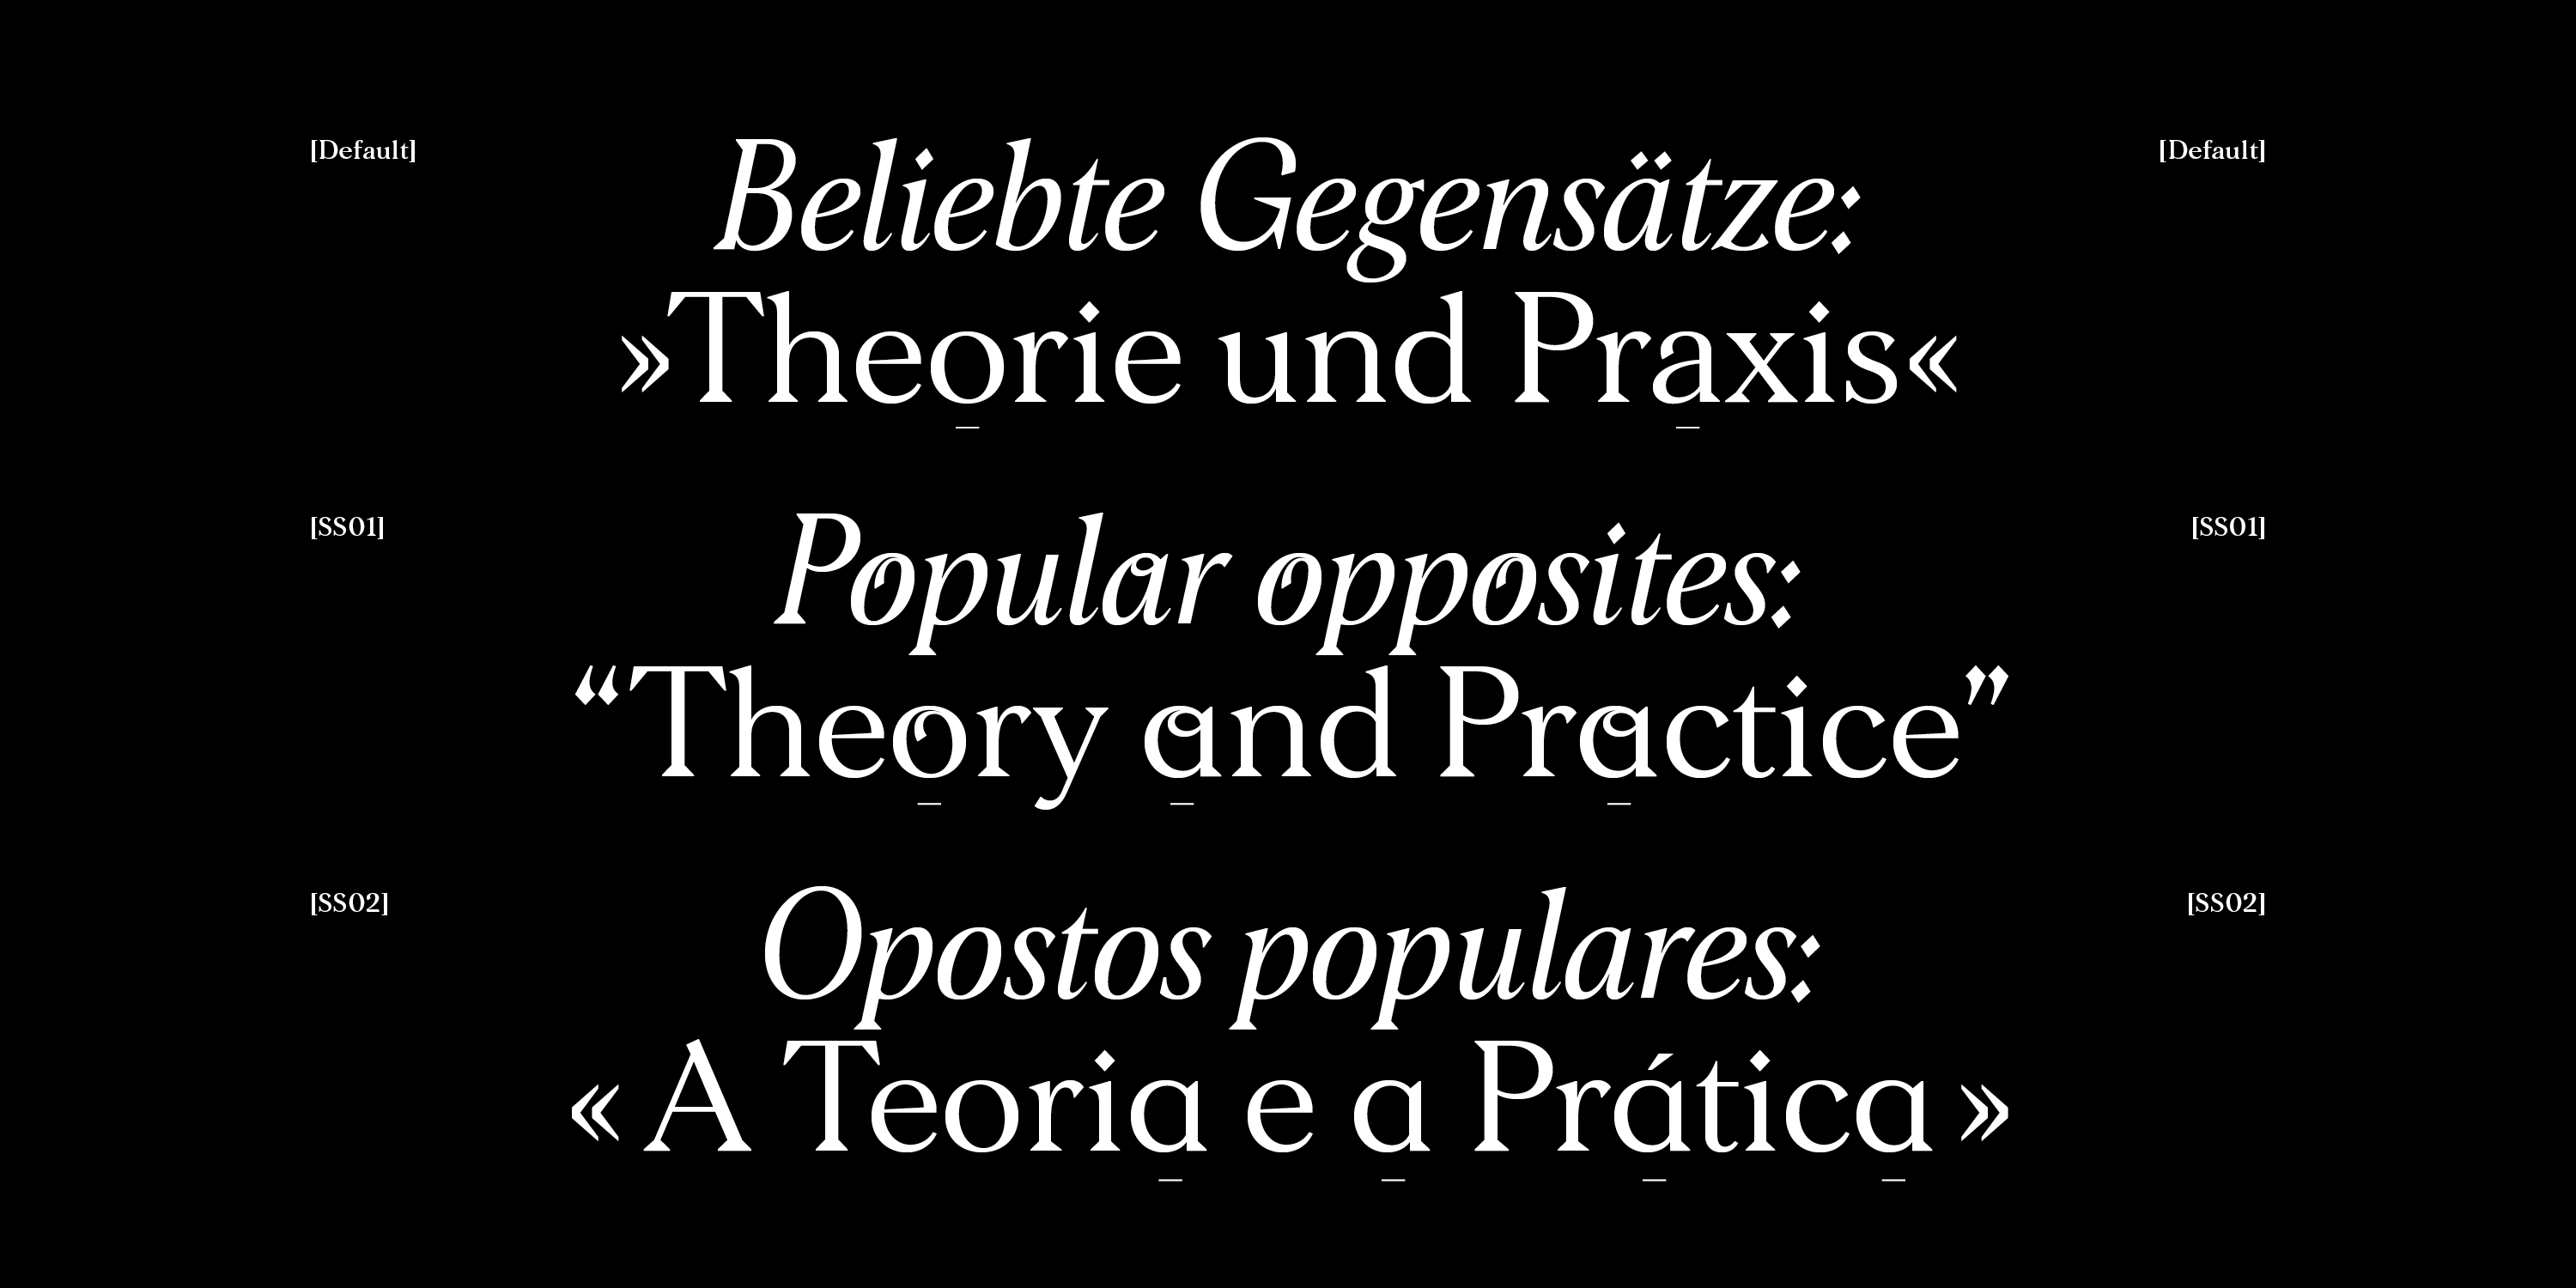 [Default] [Default]
Beliebte Gegensätze:
»Theorie und Praxis«
[SS01] [SS01]
Popular opposites:
“Theory and Practice”
[SS02] [SS02]
Opostos populares:
« A Teoria e a Prática »